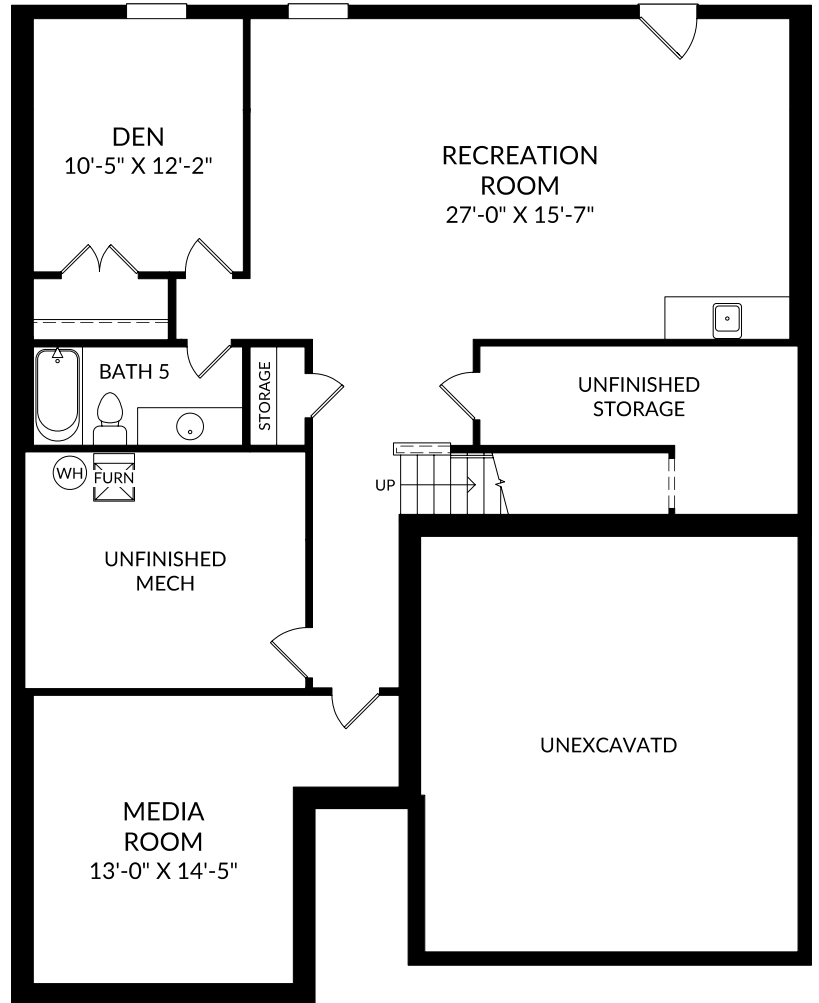 DEN
10'-5" X 12'-2"
RECREATION
ROOM
27'-0" X 15'-7"
BATH 5
STORAGE
UNFINISHED
STORAGE
WH
FURN
UP
UNFINISHED
MECH
UNEXCAVATD
MEDIA
ROOM
13'-0" X 14'-5"